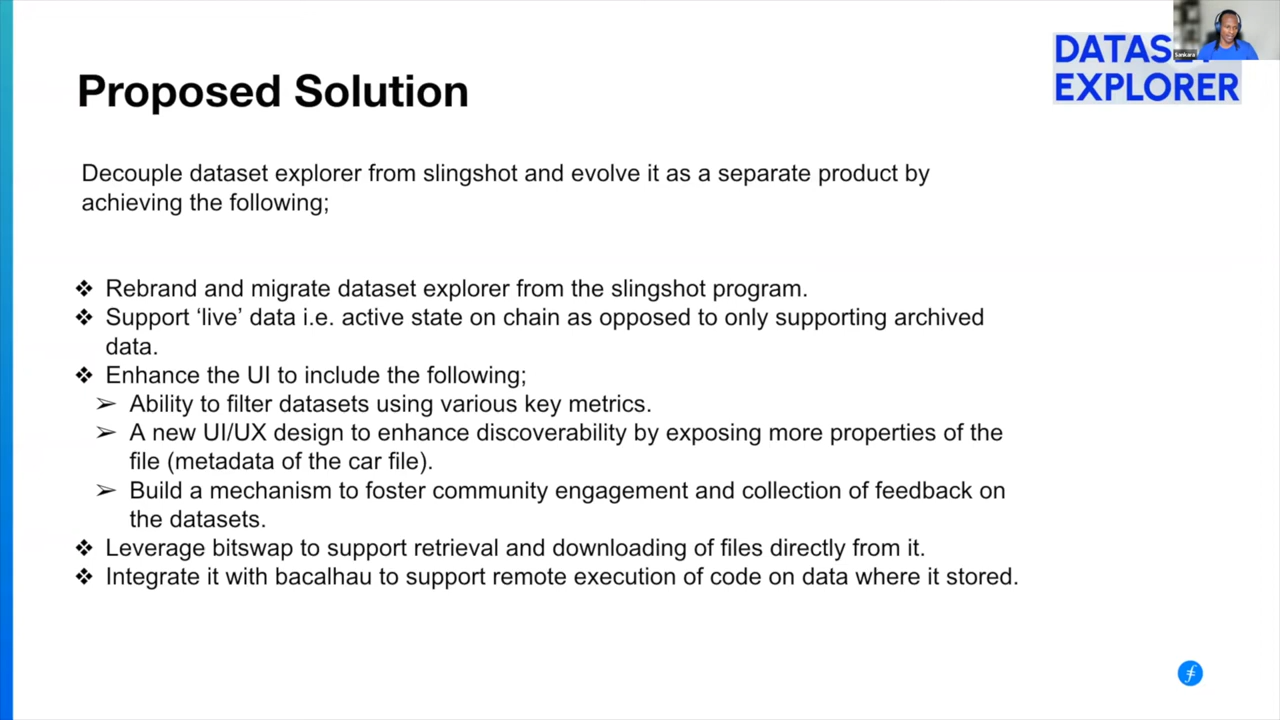 DATASET
EXPLORER
Sankara
Proposed Solution
Decouple dataset explorer from slingshot and evolve it as a separate product by
achieving the following;
❖ Rebrand and migrate dataset explorer from the slingshot program.
❖ Support ‘live’ data i.e. active state on chain as opposed to only supporting archived
data.
❖ Enhance the UI to include the following;
➢ Ability to filter datasets using various key metrics.
➢ A new UI/UX design to enhance discoverability by exposing more properties of the
file (metadata of the car file).
➢ Build a mechanism to foster community engagement and collection of feedback on
the datasets.
❖ Leverage bitswap to support retrieval and downloading of files directly from it.
❖ Integrate it with bacalhau to support remote execution of code on data where it stored.